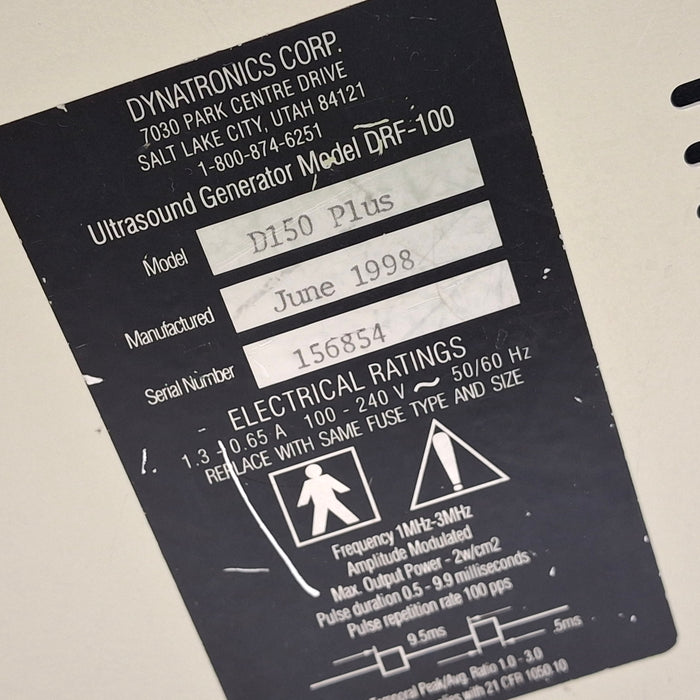 DYNATRONICS CORP.
7030 PARK CENTRE DRIVE
SALT LAKE CITY, UTAH 84121
1-800-874-6251
Ultrasound Generator Model DRF-100
Model D150 Plus
Manufactured June 1998
Serial Number 156854
ELECTRICAL RATINGS
1.3 - 0.65 A 100 - 240 V ~ 50/60 Hz
REPLACE WITH SAME FUSE TYPE AND SIZE
Frequency 1MHz-3MHz
Amplitude Modulated
Max. Output Power - 2w/cm2
Pulse duration 0.5 - 9.9 milliseconds
Pulse repetition rate 100 pps
9.5ms .5ms
Temporal Peak/Avg. Ratio 1.0 - 3.0
with 21 CFR 1050.10